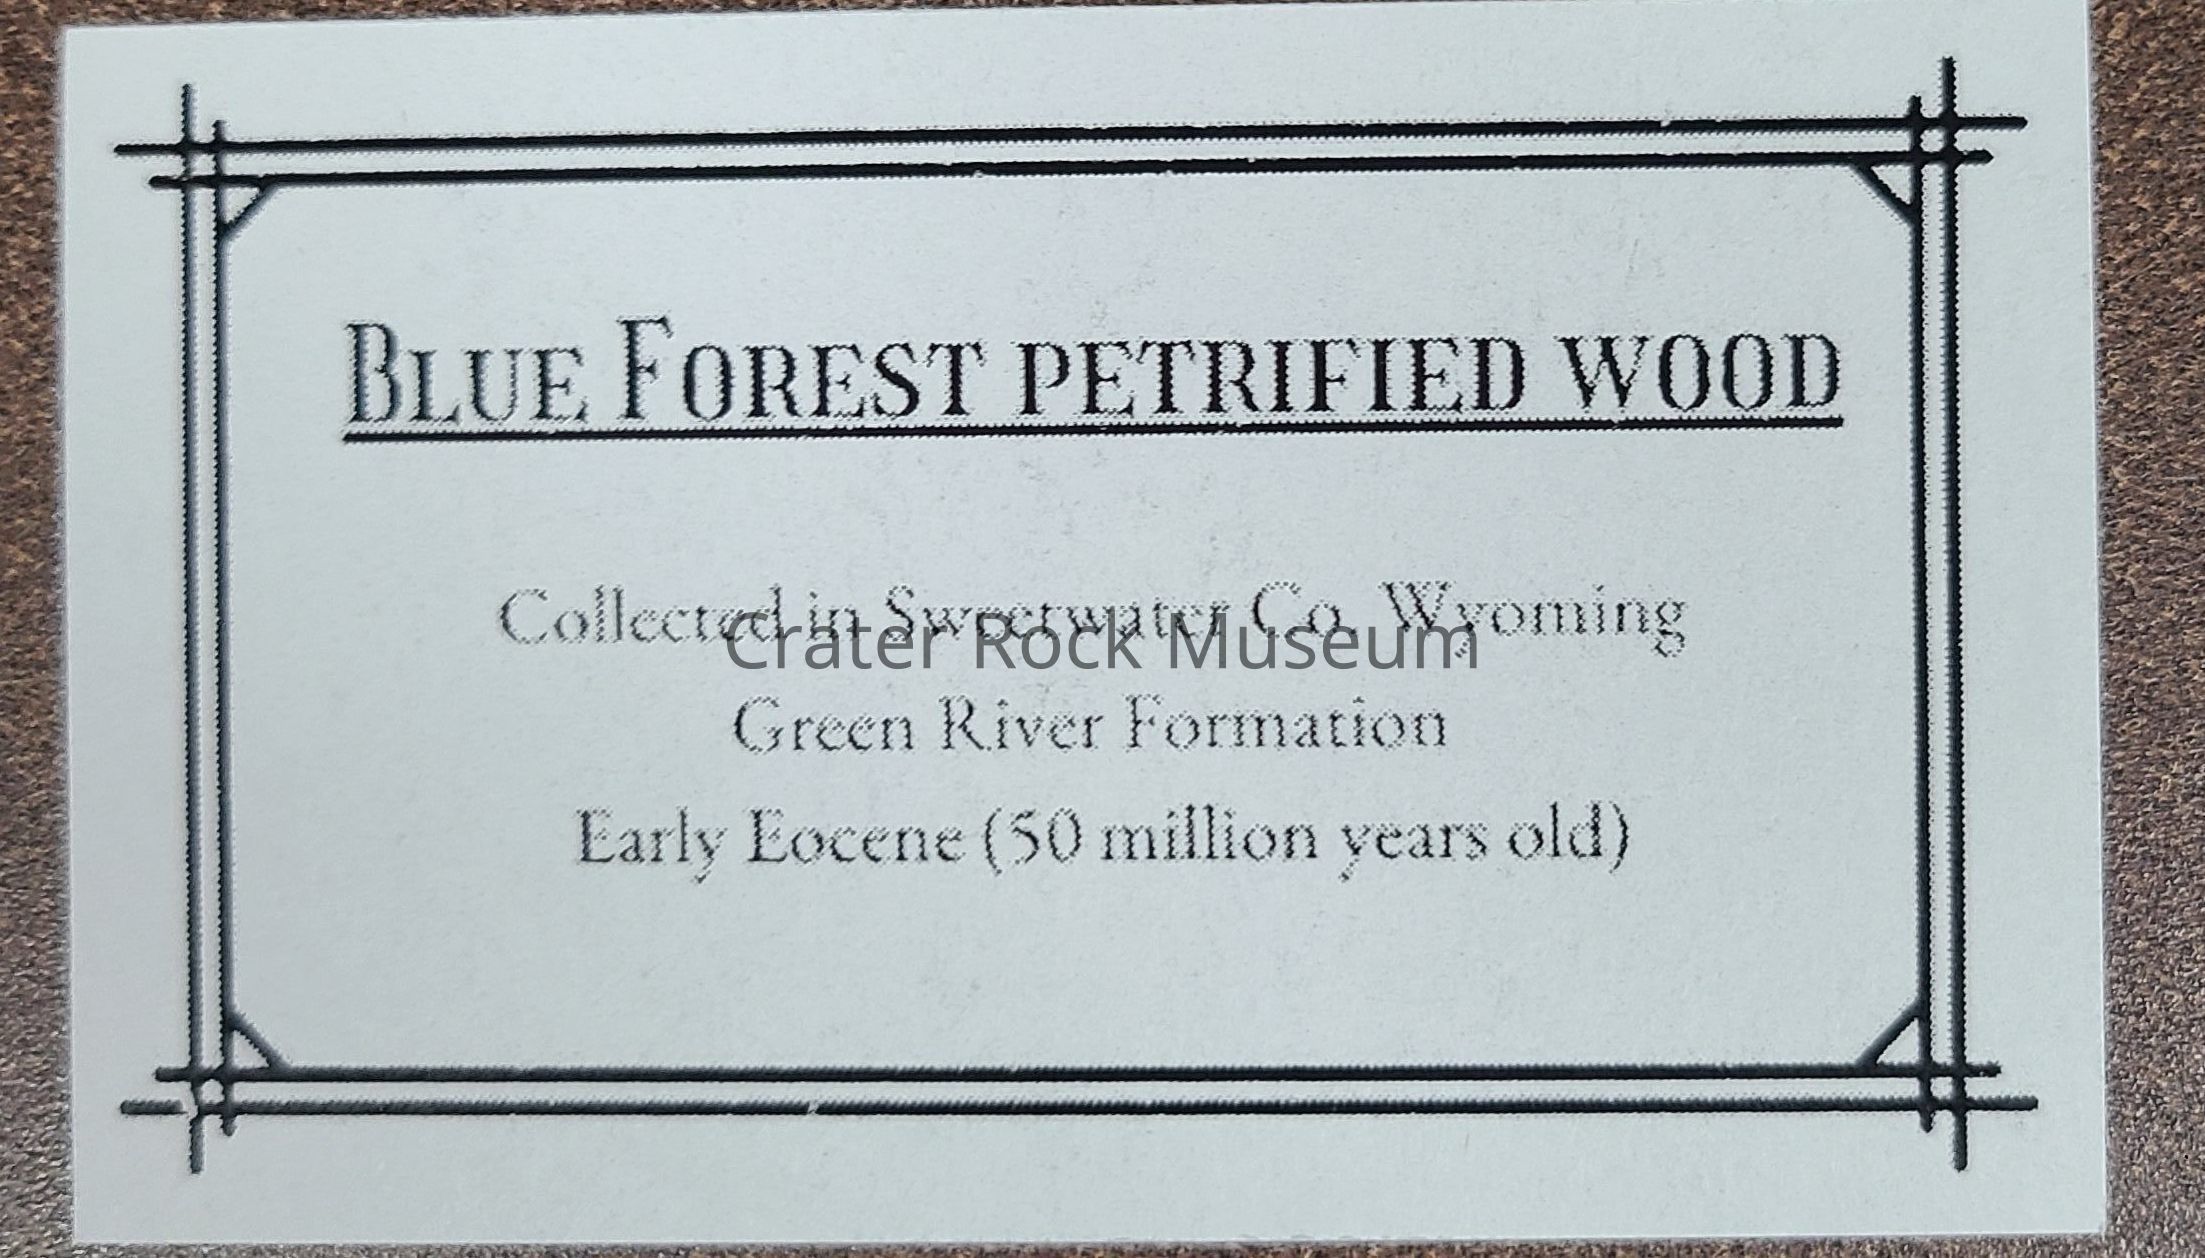 Blue Forest petrified wood
Collected in Sweetwater Co. Wyoming
Crater Rock Museum
Green River Formation
Early Eocene (50 million years old)